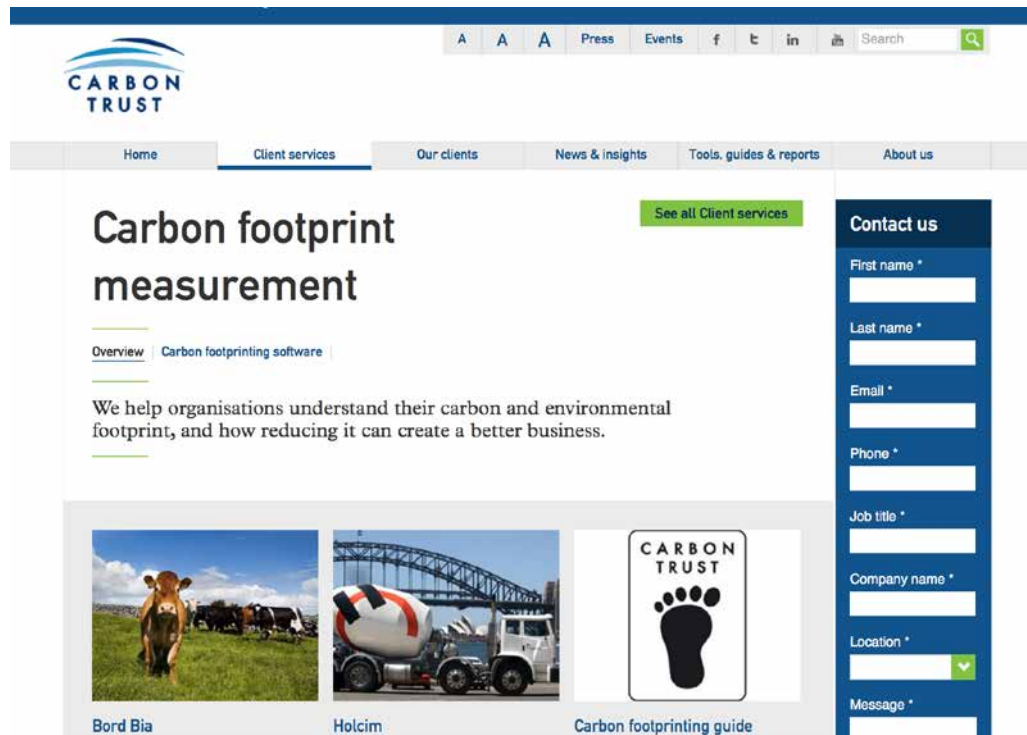 A A A Press Events f t in Search
CARBON
TRUST
Home Client services Our clients News & insights Tools, guides & reports About us
Carbon footprint
measurement
See all Client services
Overview Carbon footprinting software
We help organisations understand their carbon and environmental
footprint, and how reducing it can create a better business.
CARBON
TRUST
Bord Bia Holcim Carbon footprinting guide
Contact us
First name *
Last name *
Email *
Phone *
Job title *
Company name *
Location *
Message *